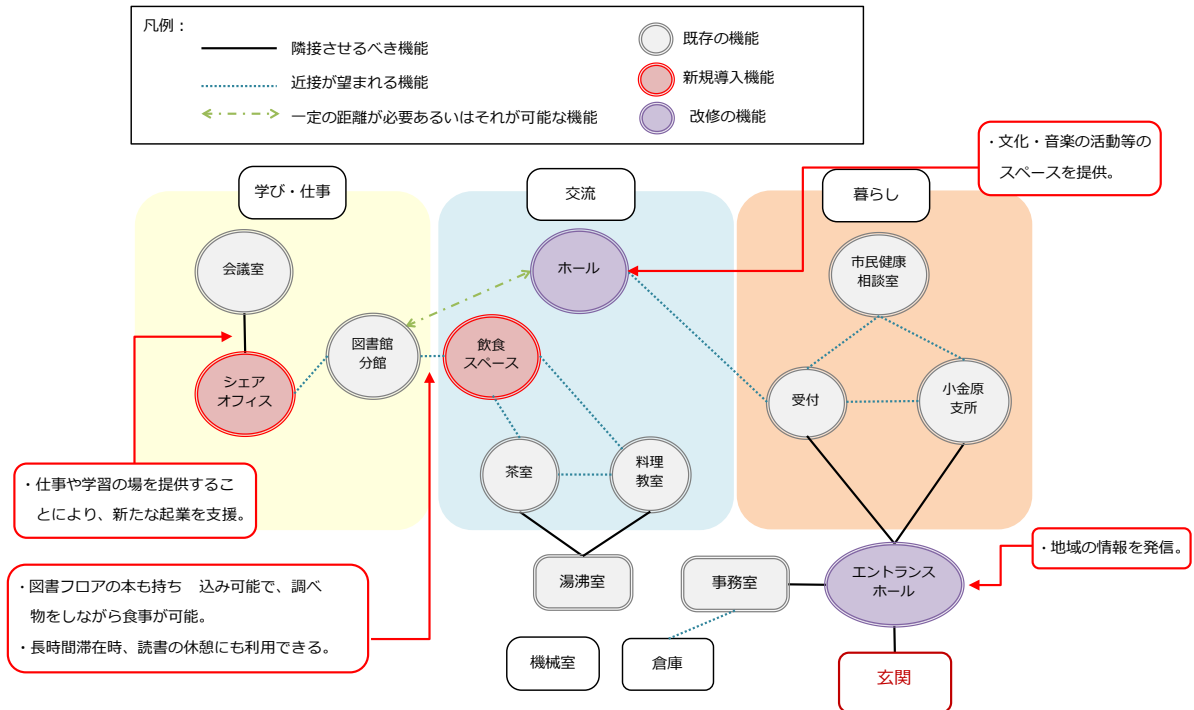 凡例：
隣接させるべき機能
近接が望まれる機能
一定の距離が必要あるいはそれが可能な機能
既存の機能
新規導入機能
改修の機能
・文化・音楽の活動等の
スペースを提供。
学び・仕事
交流
暮らし
会議室
ホール
市民健康
相談室
図書館
分館
飲食
スペース
シェア
オフィス
受付
小金原
支所
茶室
料理
教室
・仕事や学習の場を提供するこ
とにより、新たな起業を支援。
・地域の情報を発信。
・図書フロアの本も持ち　込み可能で、調べ
物をしながら食事が可能。
・長時間滞在時、読書の休憩にも利用できる。
湯沸室
事務室
エントランス
ホール
機械室
倉庫
玄関